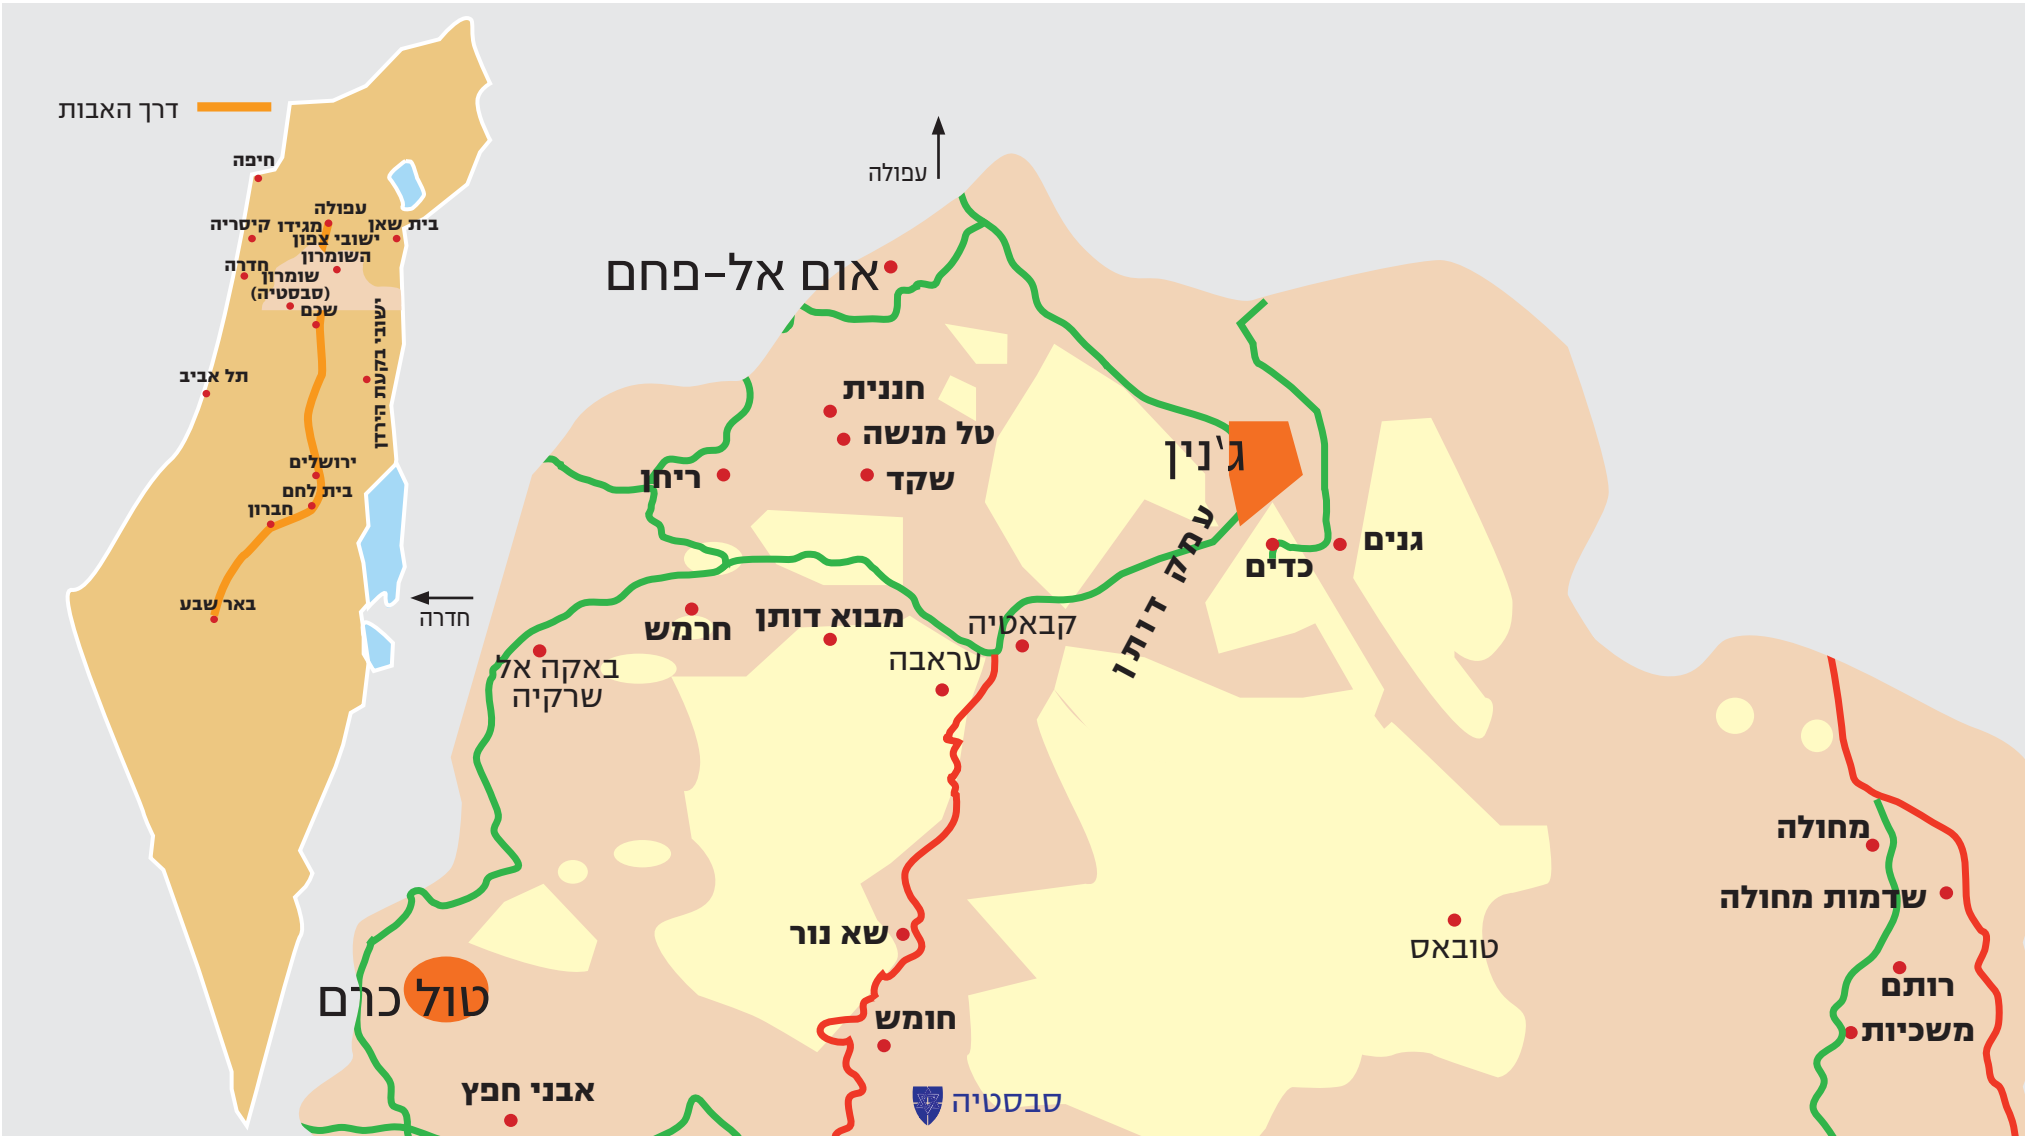 דרך האבות
חיפה
עפולה
בית שאן
מגידו
קיסריה
ישובי צפון
השומרון
חדרה
שומרון
(סבסטיה)
שכם
ישובי בקעת הירדן
תל אביב
ירושלים
בית לחם
חברון
באר שבע
עפולה
אום אל-פחם
חננית
טל מנשה
שקד
ריחן
ג'נין
עמק דותן
גנים
כדים
חדרה
קבאטיה
מבוא דותן
חרמש
עראבה
באקה אל
שרקיה
מחולה
שדמות מחולה
טובאס
שא נור
רותם
טול כרם
חומש
משכיות
אבני חפץ
סבסטיה